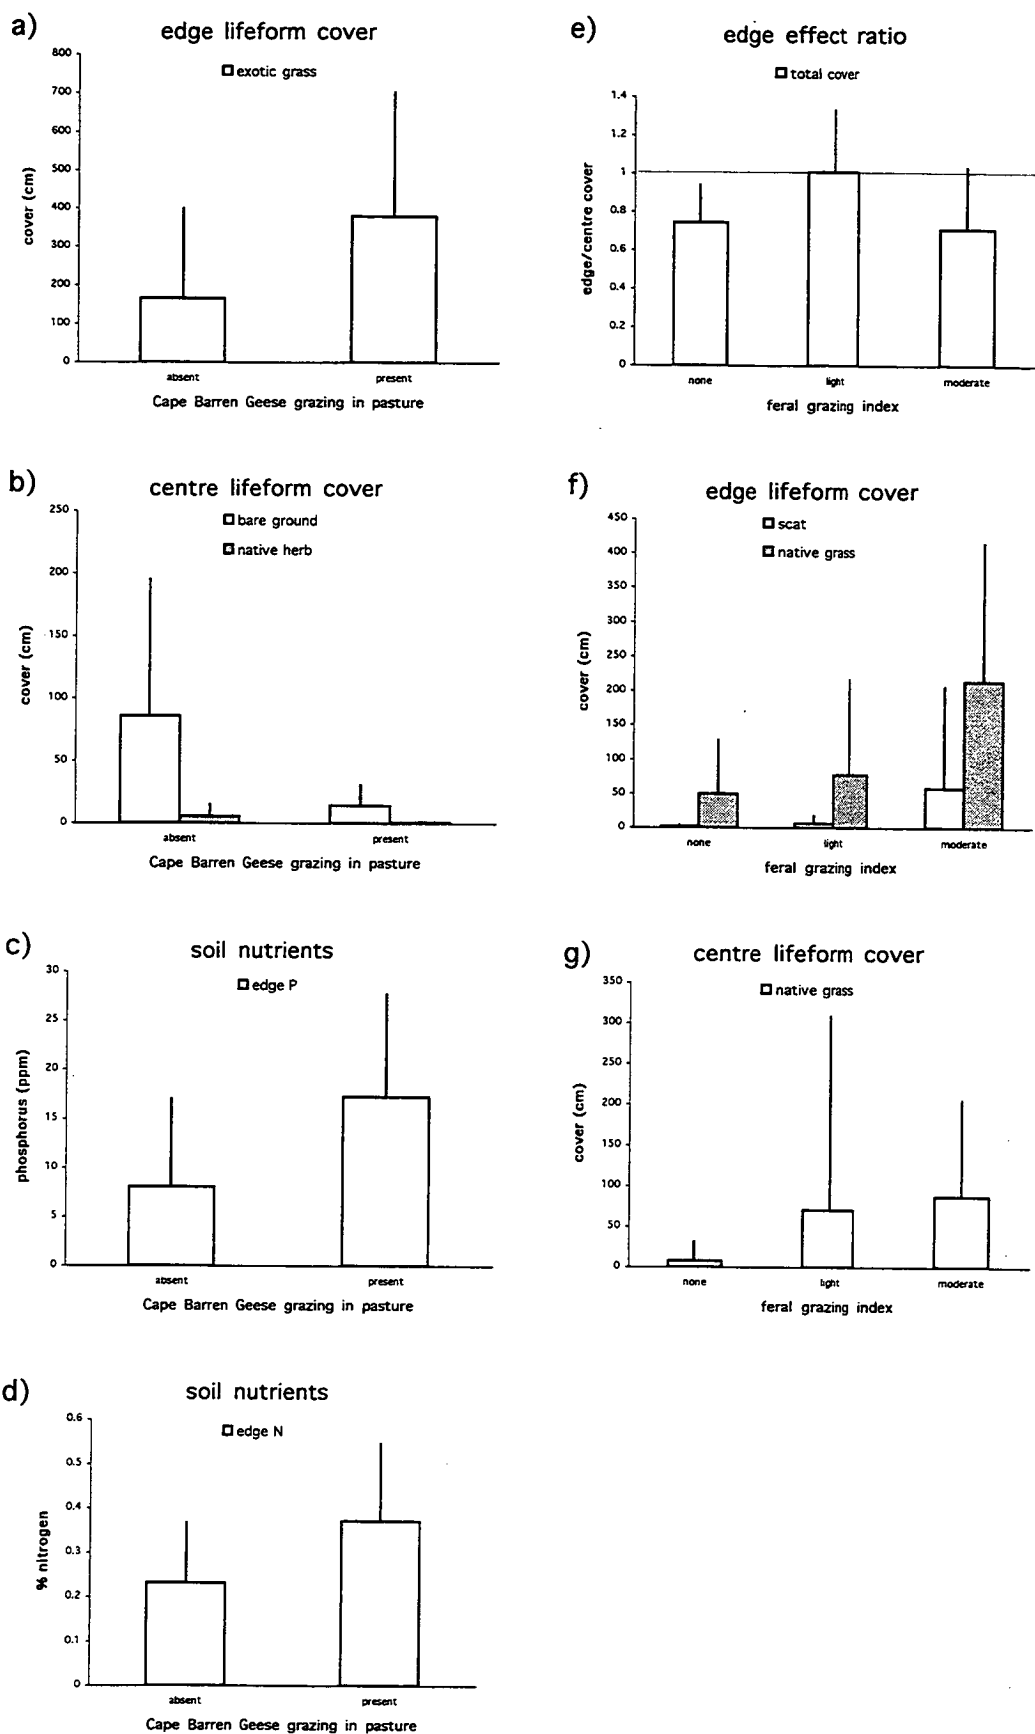 a)
edge lifeform cover
exotic grass
800
700
600
500
400
300
200
100
0
cover (cm)
absent present
Cape Barren Geese grazing in pasture
b)
centre lifeform cover
bare ground
native herb
250
200
150
100
50
0
cover (cm)
absent present
Cape Barren Geese grazing in pasture
c)
soil nutrients
edge P
30
25
20
15
10
5
0
phosphorus (ppm)
absent present
Cape Barren Geese grazing in pasture
d)
soil nutrients
edge N
0.6
0.5
0.4
0.3
0.2
0.1
0
% nitrogen
absent present
Cape Barren Geese grazing in pasture
e)
edge effect ratio
total cover
1.4
1.2
1
0.8
0.6
0.4
0.2
0
edge/centre cover
none light moderate
feral grazing index
f)
edge lifeform cover
scat
native grass
450
400
350
300
250
200
150
100
50
0
cover (cm)
none light moderate
feral grazing index
g)
centre lifeform cover
native grass
350
300
250
200
150
100
50
0
cover (cm)
none light moderate
feral grazing index